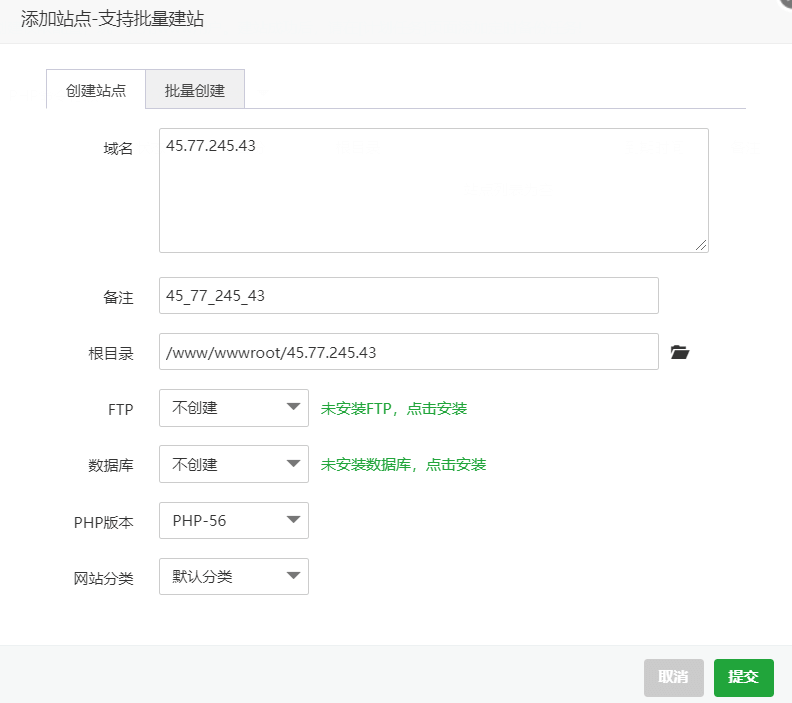 添加站点-支持批量建站
创建站点 批量创建
域名 45.77.245.43
备注 45_77_245_43
根目录 /www/wwwroot/45.77.245.43
FTP 不创建 未安装FTP，点击安装
数据库 不创建 未安装数据库，点击安装
PHP版本 PHP-56
网站分类 默认分类
取消 提交